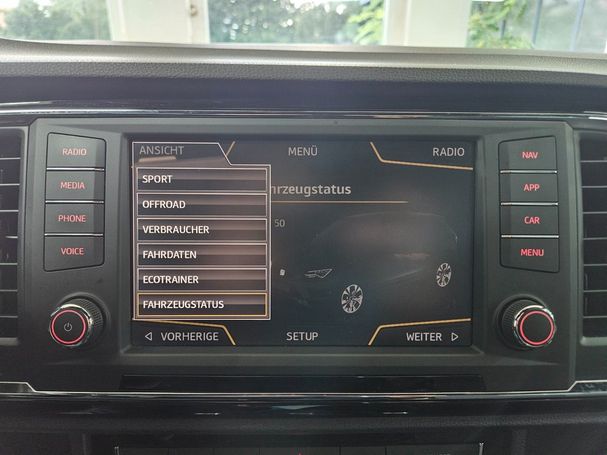 ANSICHT
MENÜ
RADIO
SPORT
OFFROAD
VERBRAUCHER
FAHRDATEN
ECOTRAINER
FAHRZEUGSTATUS
hrzeugstatus
50
VORHERIGE
SETUP
WEITER
RADIO
MEDIA
PHONE
VOICE
NAV
APP
CAR
MENU